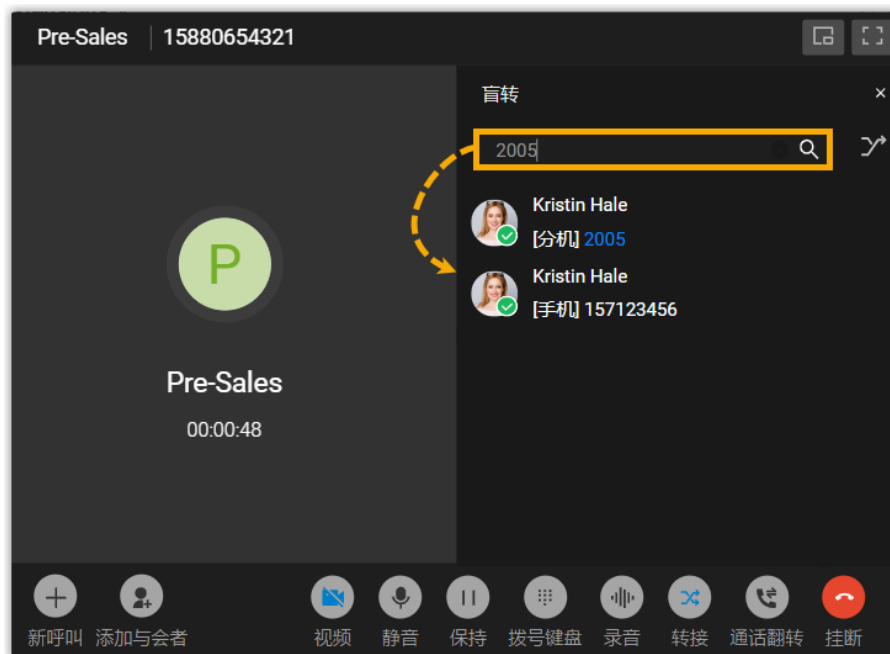 Pre-Sales 15880654321
盲转
2005
Kristin Hale
[分机] 2005
Kristin Hale
[手机] 157123456
P
Pre-Sales
00:00:48
新呼叫 添加与会者 视频 静音 保持 拨号键盘 录音 转接 通话翻转 挂断